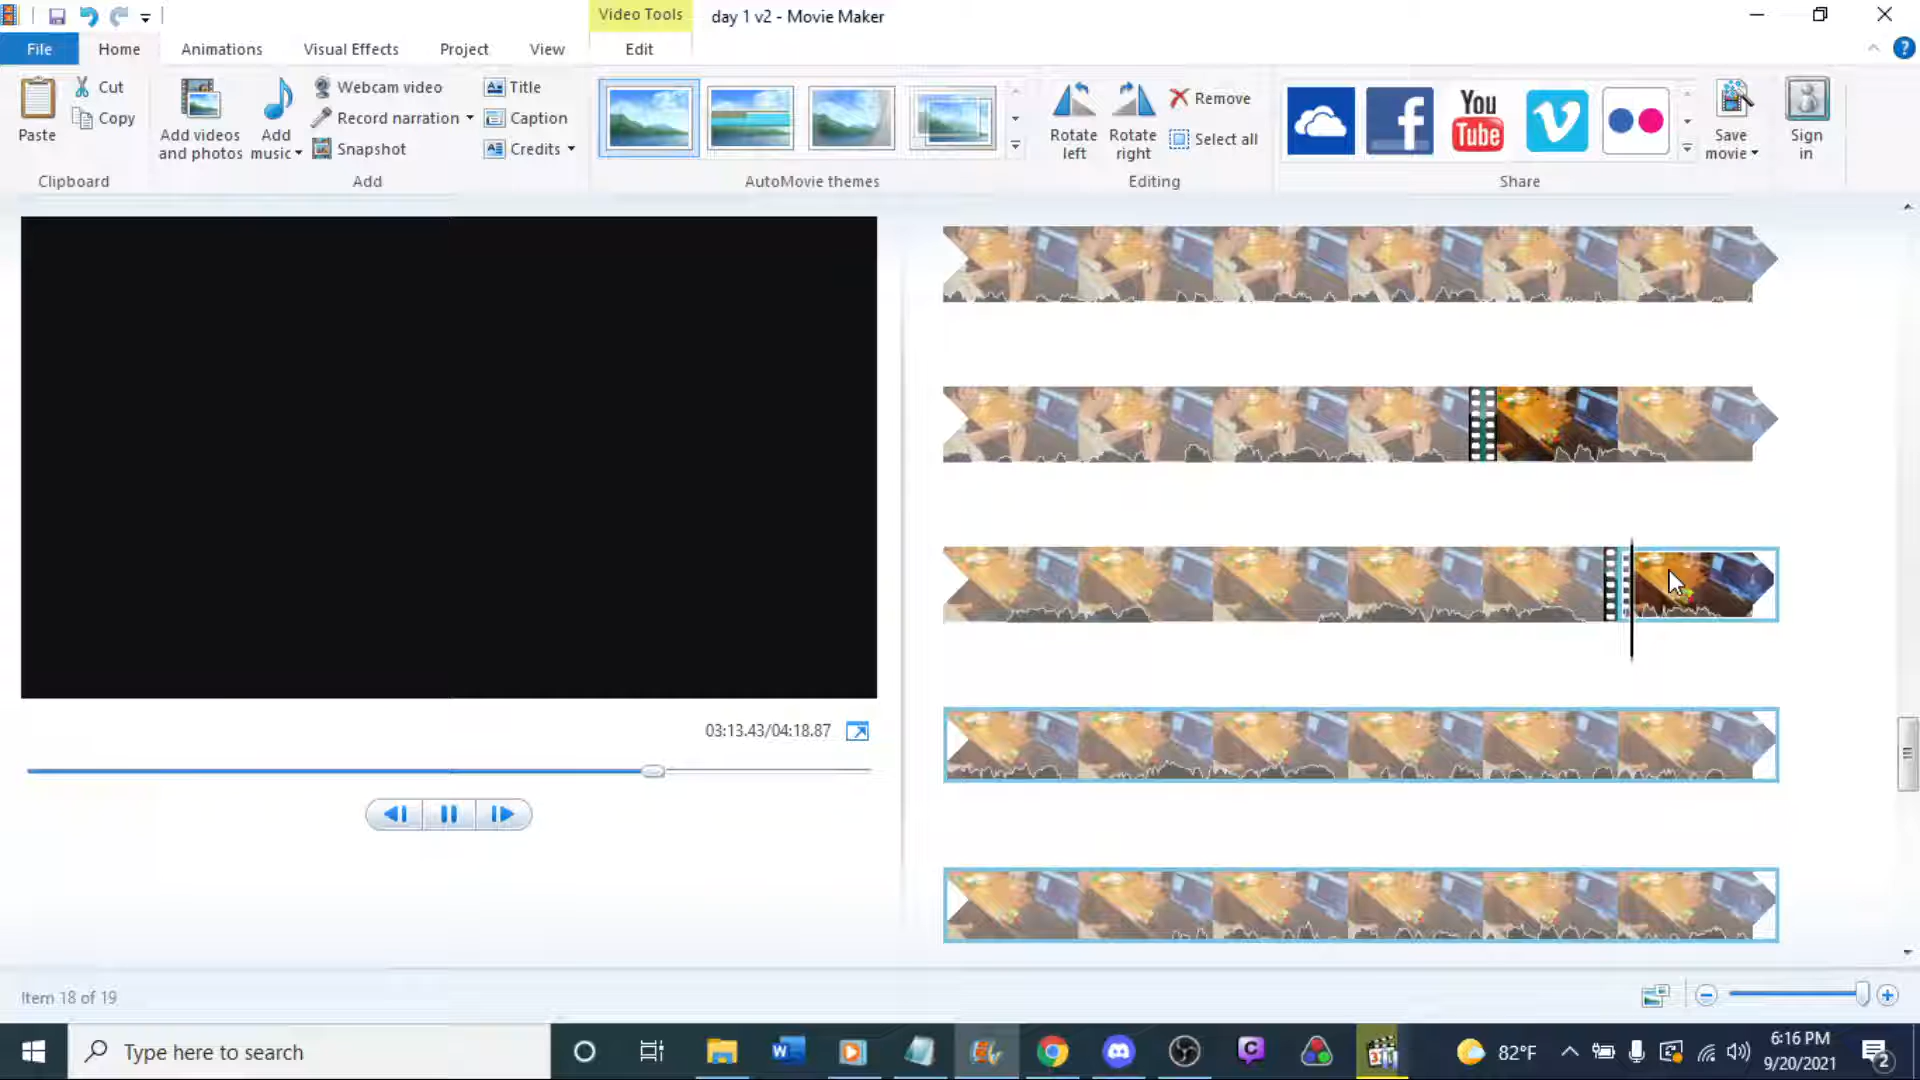 Video Tools
day 1 v2 - Movie Maker
File
Home
Animations
Visual Effects
Project
View
Edit
Paste
Cut
Copy
Clipboard
Add videos
and photos
Add
music
Webcam video
Record narration
Snapshot
Title
Caption
Credits
Add
AutoMovie themes
Rotate
left
Rotate
right
Remove
Select all
Editing
You
Tube
Share
Save
movie
Sign
in
03:13.43/04:18.87
Item 18 of 19
Type here to search
82°F
6:16 PM
9/20/2021
2